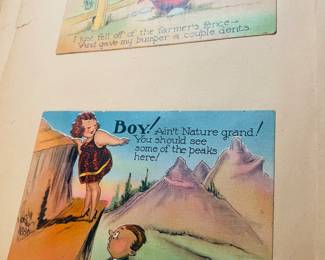 I just fell off of the farmer's fence—
And gave my bumper a couple dents
BOY! Ain't Nature grand!
You should see
some of the peaks
here!